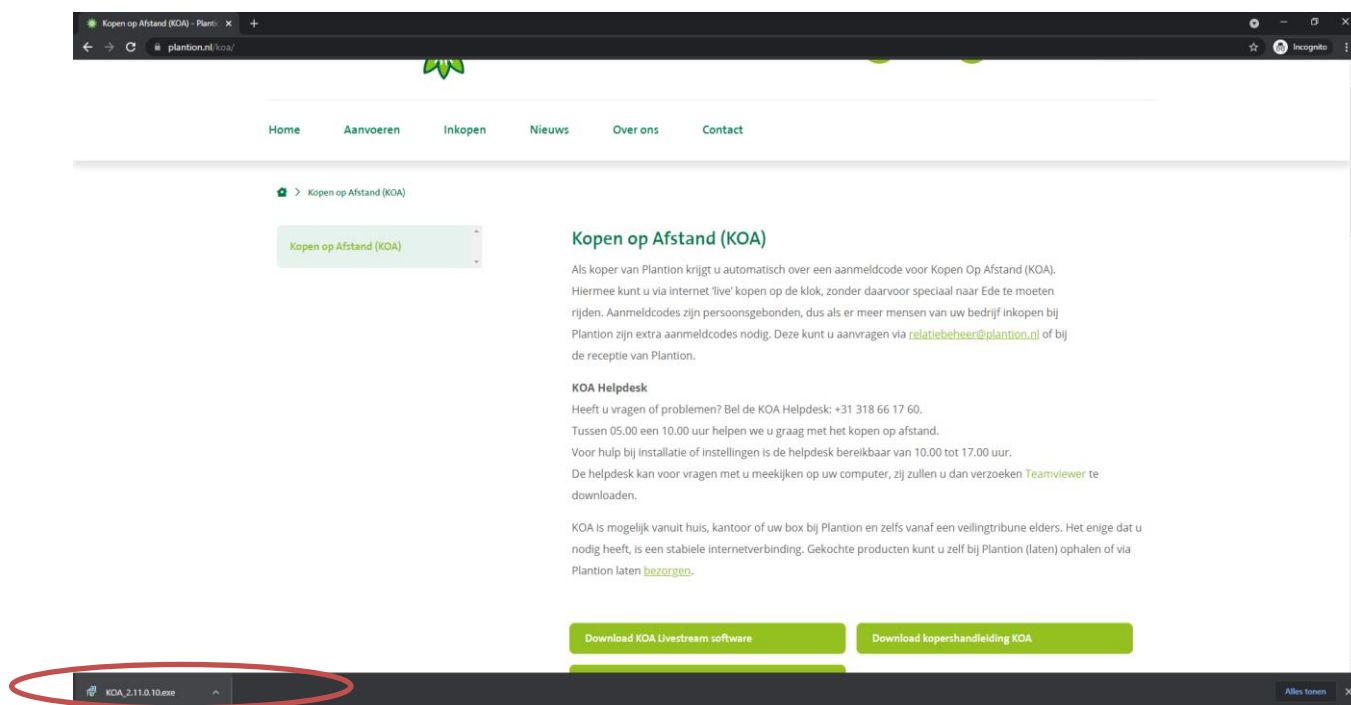 Kopen op Afstand (KOA) - Plantic
plantion.nl/koa/
Incognito
Home Aanvoeren Inkopen Nieuws Over ons Contact
Kopen op Afstand (KOA)
Kopen op Afstand (KOA)
Kopen op Afstand (KOA)
Als koper van Plantion krijgt u automatisch over een aanmeldcode voor Kopen Op Afstand (KOA).
Hiermee kunt u via internet 'live' kopen op de klok, zonder daarvoor speciaal naar Ede te moeten
rijden. Aanmeldcodes zijn persoonsgebonden, dus als er meer mensen van uw bedrijf inkopen bij
Plantion zijn extra aanmeldcodes nodig. Deze kunt u aanvragen via relatiebeheer@plantion.nl of bij
de receptie van Plantion.
KOA Helpdesk
Heeft u vragen of problemen? Bel de KOA Helpdesk: +31 318 66 17 60.
Tussen 05.00 een 10.00 uur helpen we u graag met het kopen op afstand.
Voor hulp bij installatie of instellingen is de helpdesk bereikbaar van 10.00 tot 17.00 uur.
De helpdesk kan voor vragen met u meekijken op uw computer, zij zullen u dan verzoeken Teamviewer te
downloaden.
KOA is mogelijk vanuit huis, kantoor of uw box bij Plantion en zelfs vanaf een veilingtribune elders. Het enige dat u
nodig heeft, is een stabiele internetverbinding. Gekochte producten kunt u zelf bij Plantion (laten) ophalen of via
Plantion laten bezorgen.
Download KOA Livestream software
Download kopershandleiding KOA
KOA_2.11.0.10.exe
Alles tonen